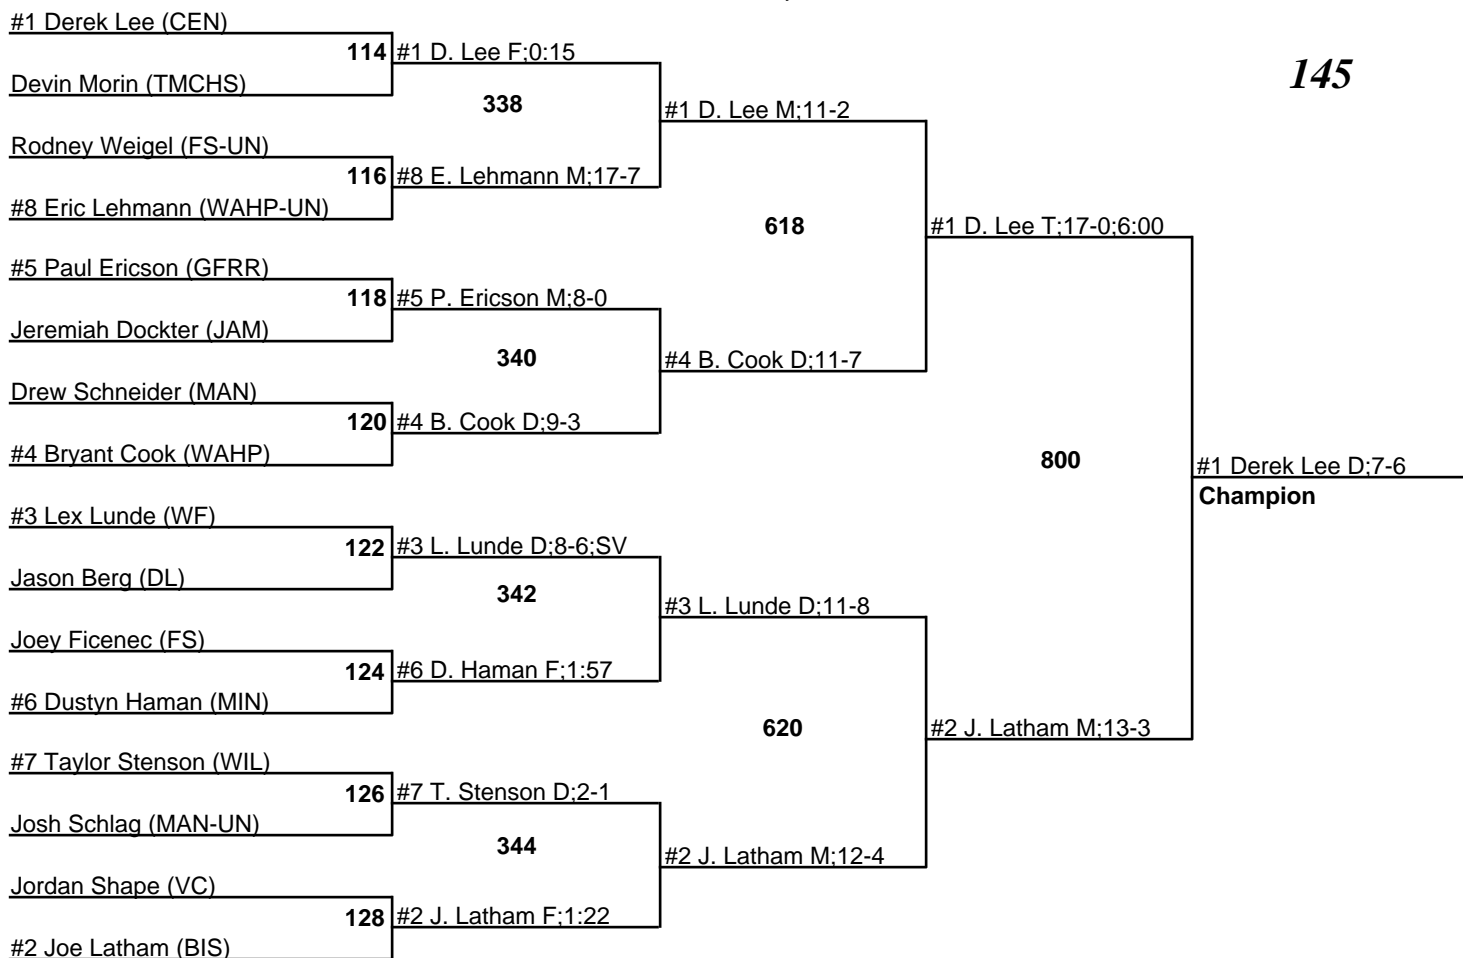 #1 Derek Lee (CEN)
114 #1 D. Lee F;0:15
145
Devin Morin (TMCHS)
338
#1 D. Lee M;11-2
Rodney Weigel (FS-UN)
116 #8 E. Lehmann M;17-7
#8 Eric Lehmann (WAHP-UN)
618
#1 D. Lee T;17-0;6:00
#5 Paul Ericson (GFRR)
118 #5 P. Ericson M;8-0
Jeremiah Dockter (JAM)
340
#4 B. Cook D;11-7
Drew Schneider (MAN)
120 #4 B. Cook D;9-3
#4 Bryant Cook (WAHP)
800
#1 Derek Lee D;7-6
Champion
#3 Lex Lunde (WF)
122 #3 L. Lunde D;8-6;SV
Jason Berg (DL)
342
#3 L. Lunde D;11-8
Joey Ficenec (FS)
124 #6 D. Haman F;1:57
#6 Dustyn Haman (MIN)
620
#2 J. Latham M;13-3
#7 Taylor Stenson (WIL)
126 #7 T. Stenson D;2-1
Josh Schlag (MAN-UN)
344
#2 J. Latham M;12-4
Jordan Shape (VC)
128 #2 J. Latham F;1:22
#2 Joe Latham (BIS)